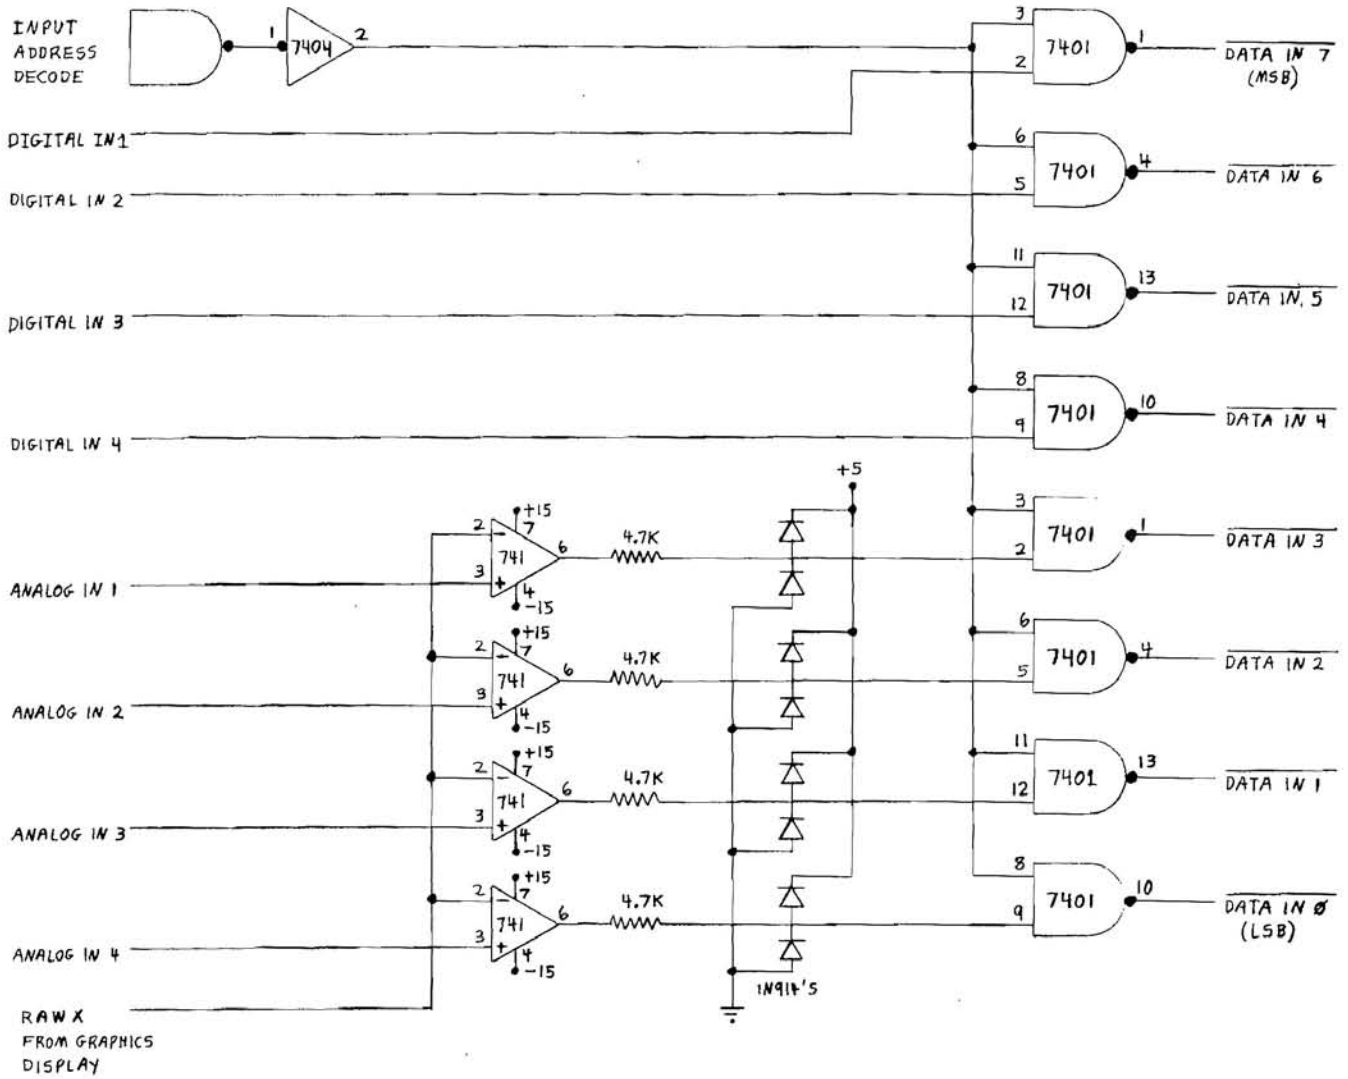 INPUT
ADDRESS
DECODE
1
7404
2
3
7401
2
1
DATA IN 7
(MSB)
DIGITAL IN1
6
7401
5
4
DATA IN 6
DIGITAL IN 2
11
7401
12
13
DATA IN 5
DIGITAL IN 3
8
7401
9
10
DATA IN 4
DIGITAL IN 4
+5
+15
2
-
7
741
6
4.7K
3
+
4
-15
3
7401
2
1
DATA IN 3
ANALOG IN 1
+15
2
-
7
741
6
4.7K
3
+
4
-15
6
7401
5
4
DATA IN 2
ANALOG IN 2
+15
2
-
7
741
6
4.7K
3
+
4
-15
11
7401
12
13
DATA IN 1
ANALOG IN 3
+15
2
-
7
741
6
4.7K
3
+
4
-15
8
7401
9
10
DATA IN Ø
(LSB)
ANALOG IN 4
1N914'S
RAW X
FROM GRAPHICS
DISPLAY